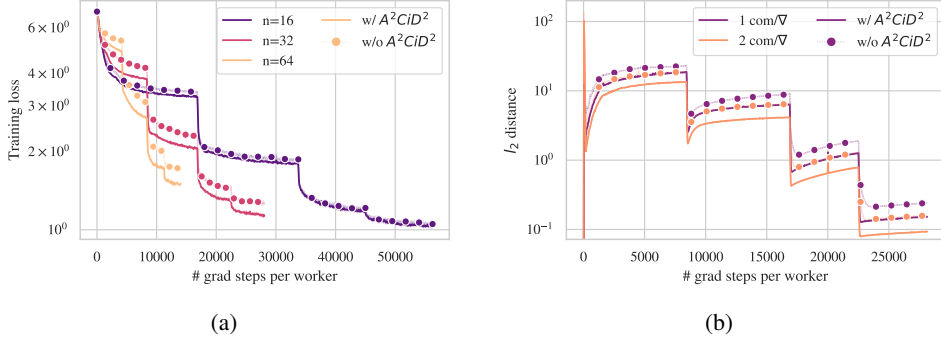 6 × 10⁰
4 × 10⁰
3 × 10⁰
2 × 10⁰
10⁰
Training loss
n=16
n=32
n=64
w/ A²CiD²
w/o A²CiD²
0 10000 20000 30000 40000 50000
# grad steps per worker
(a)
10²
10¹
10⁰
10⁻¹
l₂ distance
1 com/∇
2 com/∇
w/ A²CiD²
w/o A²CiD²
0 5000 10000 15000 20000 25000
# grad steps per worker
(b)